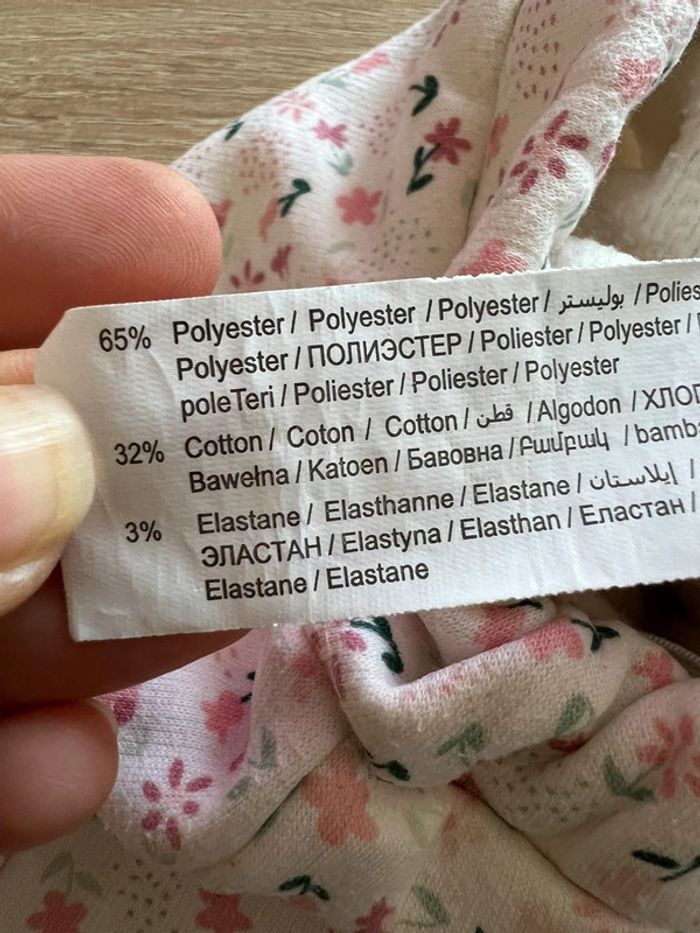 65% Polyester / Polyester / Polyester / بوليستر / Polies
Polyester / ПОЛИЭСТЕР / Poliester / Polyester /
poleTeri / Poliester / Poliester / Polyester
32% Cotton / Coton / Cotton / قطن / Algodon / ХЛОП
Bawełna / Katoen / Бавовна / Բամբակ / bamb
3% Elastane / Elasthanne / Elastane / إيلاستان /
ЭЛАСТАН / Elastyna / Elasthan / Еластан /
Elastane / Elastane